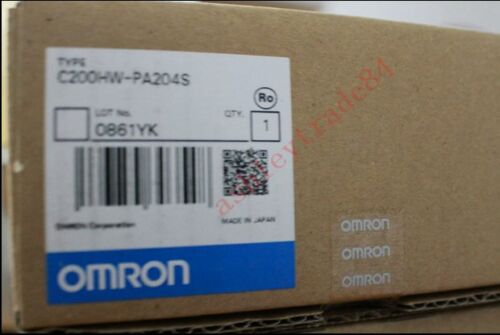 TYPE
C200HW-PA204S
Ro
LOT No.
QTY.
0861YK
1
OMRON Corporation
MADE IN JAPAN
OMRON
OMRON
OMRON
OMRON